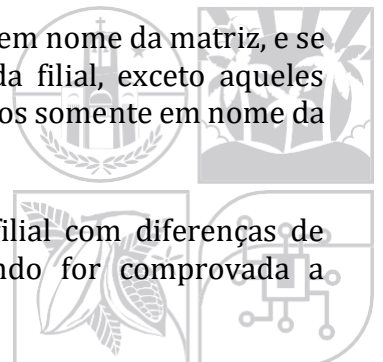 em nome da matriz, e se
da filial, exceto aqueles
os somente em nome da
filial com diferenças de
ndo for comprovada a